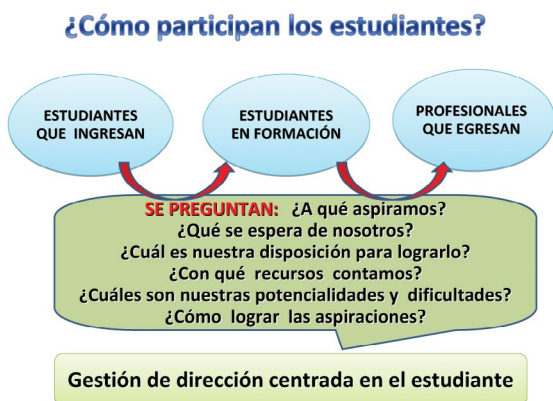 ¿Cómo participan los estudiantes?
ESTUDIANTES
QUE INGRESAN
ESTUDIANTES
EN FORMACIÓN
PROFESIONALES
QUE EGRESAN
SE PREGUNTAN: ¿A qué aspiramos?
¿Qué se espera de nosotros?
¿Cuál es nuestra disposición para lograrlo?
¿Con qué recursos contamos?
¿Cuáles son nuestras potencialidades y dificultades?
¿Cómo lograr las aspiraciones?
Gestión de dirección centrada en el estudiante